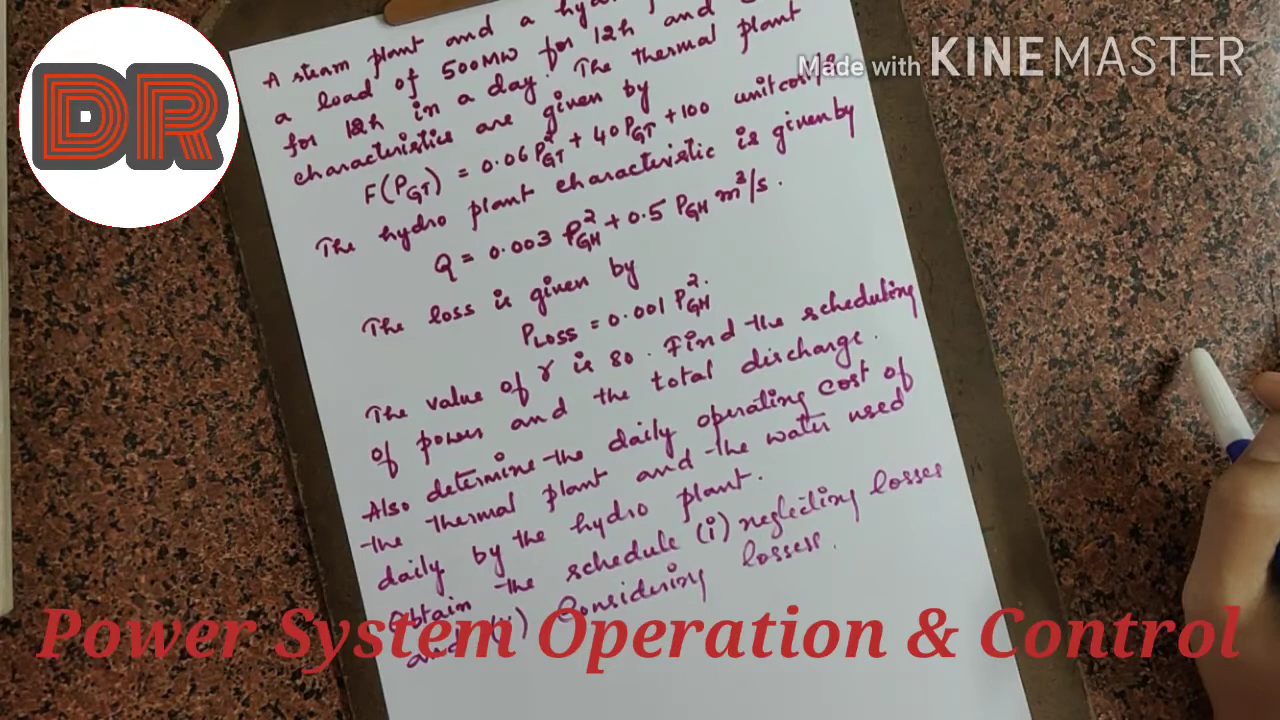 DR
Made with KINEMASTER
A steam plant and a
a load of 500MW for 12h and
for 12h in a day. The thermal plant
characteristics are given by
F(PGT) = 0.06 P²GT + 40PGT + 100
The hydro plant characteristic is given by
Q = 0.003 P²GH + 0.5 PGH m³/s.
The loss is given by
PLOSS = 0.001 P²GH.
The value of r is 80. Find the scheduling
of power and the total discharge.
Also determine the daily operating cost of
the thermal plant and the water used
daily by the hydro plant.
Obtain the schedule (i) neglecting losses
and (i) Considering losses.
Power System Operation & Control